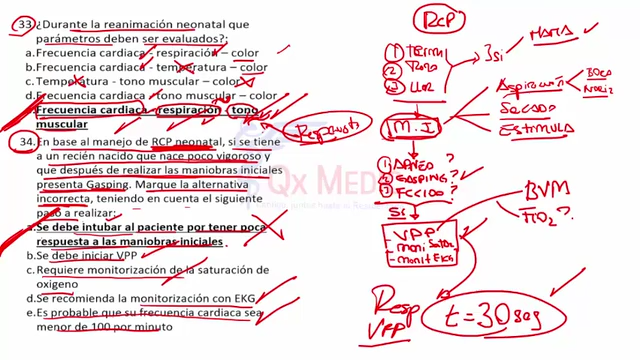 33. ¿Durante la reanimación neonatal que
parámetros deben ser evaluados?:
a.Frecuencia cardiaca - respiración – color
b.Frecuencia cardiaca – temperatura – color
c. Temperatura - tono muscular – color
d.Frecuencia cardiaca - tono muscular – color
Frecuencia cardiaca – respiración – tono
muscular
34. En base al manejo de RCP neonatal, si se tiene
a un recién nacido que nace poco vigoroso y
que después de realizar las maniobras iniciales
presenta Gasping. Marque la alternativa
incorrecta, teniendo en cuenta el siguiente
paso a realizar:
a.Se debe intubar al paciente por tener poca
respuesta a las maniobras iniciales
b.Se debe iniciar VPP
c.Requiere monitorización de la saturación de
oxígeno
d.Se recomienda la monitorización con EKG
e.Es probable que su frecuencia cardiaca sea
menor de 100 por minuto
Qx Med
RCP
1
2 Tono
3 LLOR
3 si
MAMA
M.I
Aspiración
BOCA
NARIZ
SECADO
ESTIMULA
1 APNEA ?
2 GASPING ?
3 FC<100 ?
Si
VPP
- moni SatO2
- monit EKG
BVM
FiO2 ?
Resp
VPP
t = 30 seg